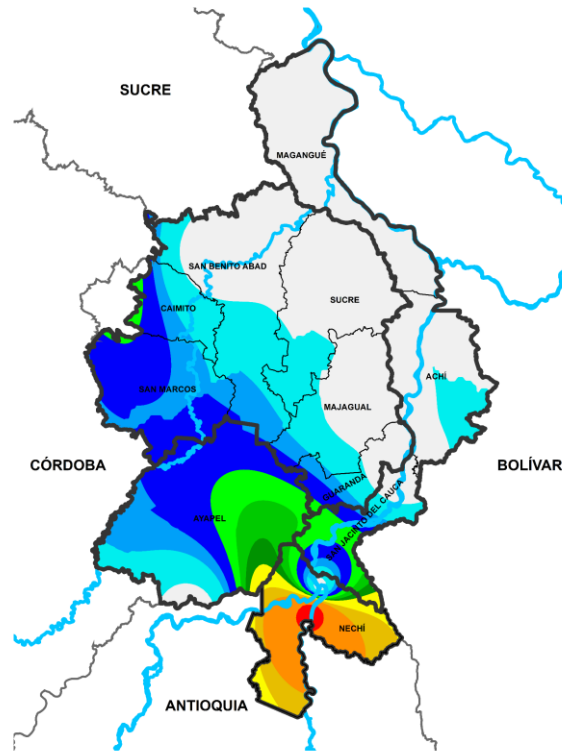 SUCRE
MAGANGUÉ
SAN BENITO ABAD
CAIMITO
SUCRE
ACHÍ
SAN MARCOS
MAJAGUAL
CÓRDOBA
BOLÍVAR
GUARANDA
SAN JACINTO DEL CAUCA
AYAPEL
NECHÍ
ANTIOQUIA